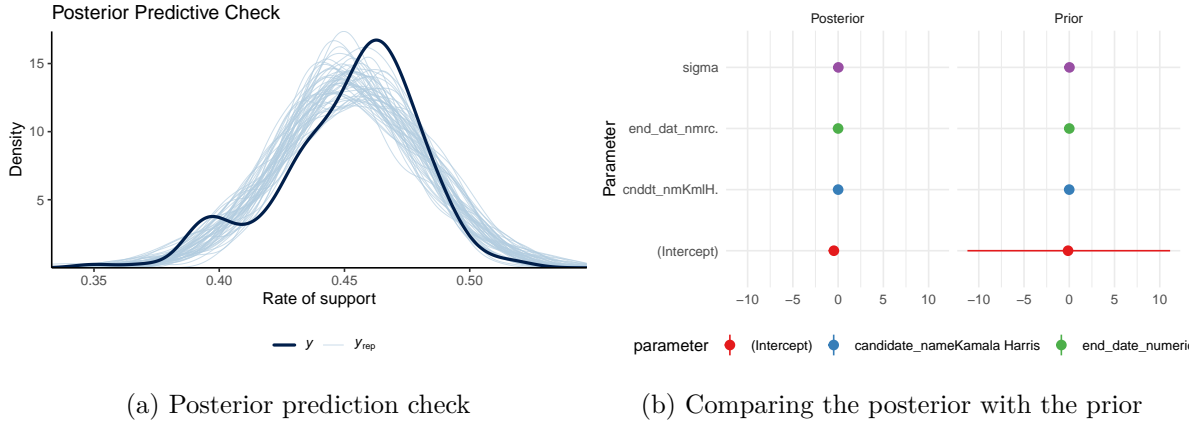 Posterior Predictive Check
Density
15
10
5
0.35 0.40 0.45 0.50
Rate of support
y yrep
(a) Posterior prediction check
Posterior Prior
Parameter
sigma
end_dat_nmrc.
cnddt_nmKmlH.
(Intercept)
−10 −5 0 5 10 −10 −5 0 5 10
parameter (Intercept) candidate_nameKamala Harris end_date_numeri
(b) Comparing the posterior with the prior